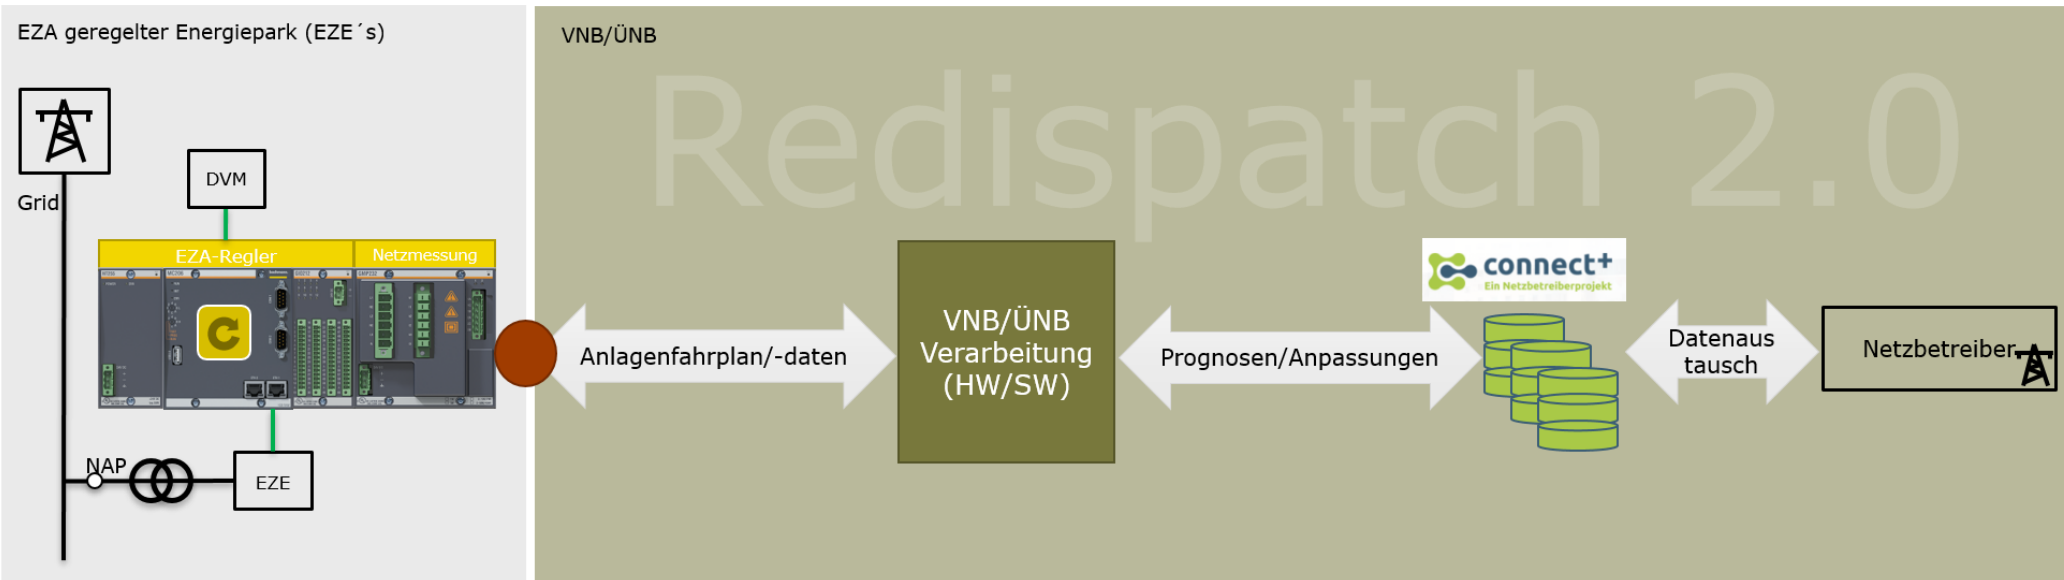 EZA geregelter Energiepark (EZE´s)
VNB/ÜNB
Redispatch 2.0
Grid
DVM
EZA-Regler
Netzmessung
connect+
Ein Netzbetreiberprojekt
Anlagenfahrplan/-daten
VNB/ÜNB
Verarbeitung
(HW/SW)
Prognosen/Anpassungen
Datenaus
tausch
Netzbetreiber
NAP
EZE